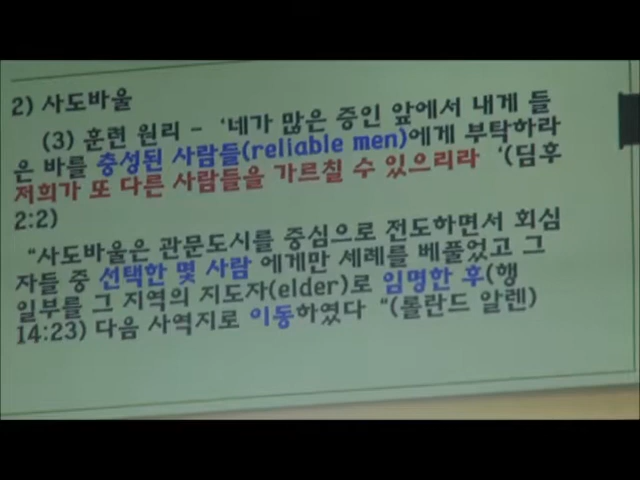 2) 사도바울
(3) 훈련 원리 - '네가 많은 증인 앞에서 내게 들
은 바를 충성된 사람들(reliable men)에게 부탁하라
저희가 또 다른 사람들을 가르칠 수 있으리라 '(딤후
2:2)
"사도바울은 관문도시를 중심으로 전도하면서 회심
자들 중 선택한 몇 사람 에게만 세례를 베풀었고 그
일부를 그 지역의 지도자(elder)로 임명한 후(행
14:23) 다음 사역지로 이동하였다 "(롤란드 알렌)